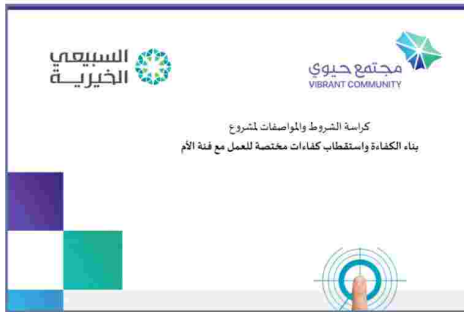 مجتمع حيوي
VIBRANT COMMUNITY
السبيعي
الخيرية
كراسة الشروط والمواصفات لمشروع
بناء الكفاءة واستقطاب كفاءات مختصة للعمل مع فئة الأم